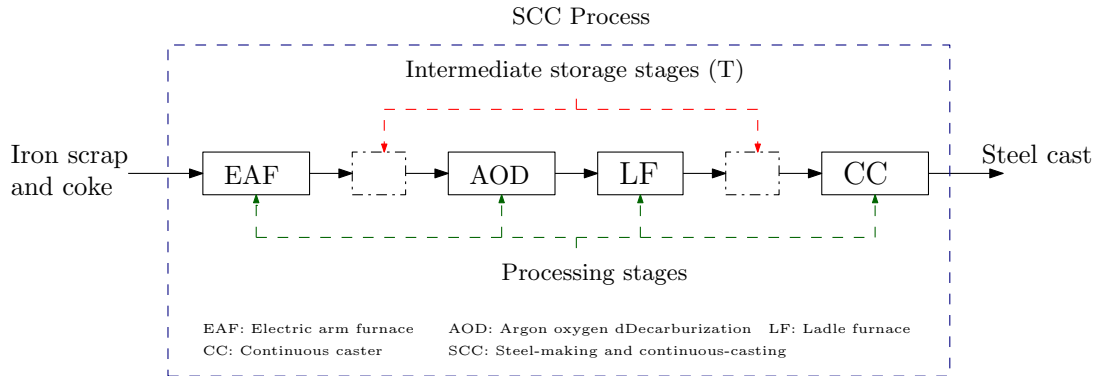 SCC Process
Intermediate storage stages (T)
Iron scrap
and coke
EAF
AOD
LF
CC
Steel cast
Processing stages
EAF: Electric arm furnace AOD: Argon oxygen dDecarburization LF: Ladle furnace
CC: Continuous caster SCC: Steel-making and continuous-casting